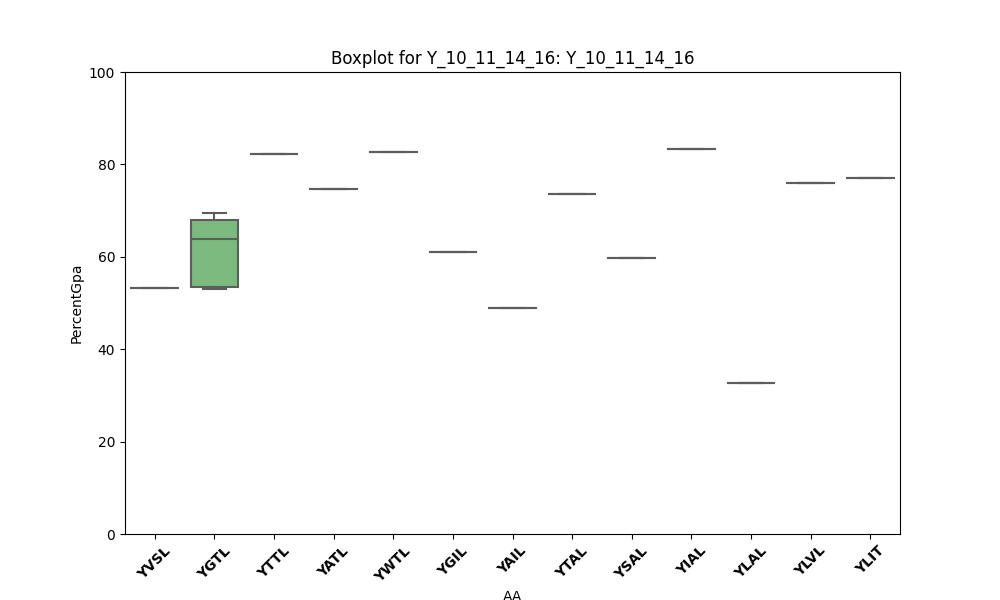 Boxplot for Y_10_11_14_16: Y_10_11_14_16
PercentGpa
100
80
60
40
20
0
YVSL YGTL YTTL YATL YWTL YGIL YAIL YTAL YSAL YIAL YLAL YLVL YLIT
AA